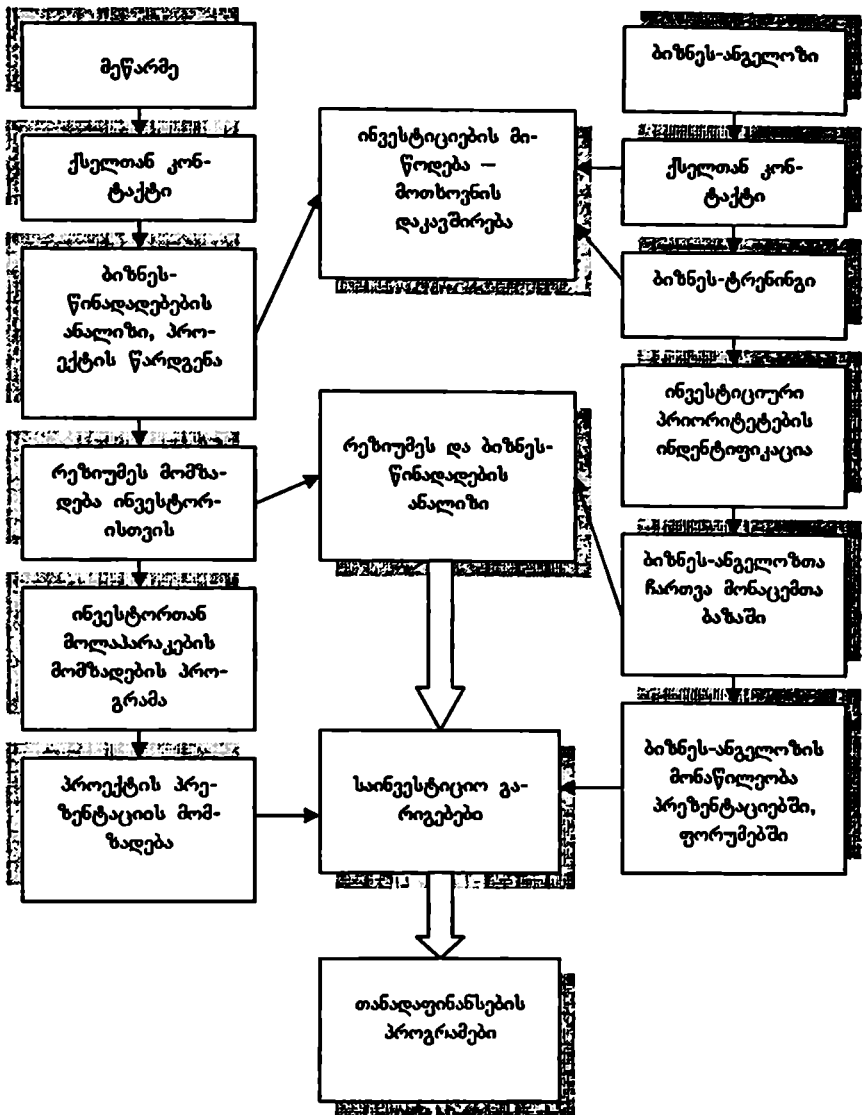 მეწარმე
ქსელთან კონ-
ტაქტი
ბიზნეს-
წინადადებების
ანალიზი, პრო-
ექტის წარდგენა
რეზიუმეს მომზა-
დება ინვესტორ-
ისთვის
ინვესტორთან
მოლაპარაკების
მომზადების პრო-
გრამა
პროექტის პრე-
ზენტაციის მომ-
ზადება
ინვესტიციების მი-
წოდება —
მოთხოვნის
დაკავშირება
რეზიუმეს და ბიზნეს-
წინადადების
ანალიზი
საინვესტიციო გა-
რიგებები
თანადაფინანსების
პროგრამები
ბიზნეს-ანგელოზი
ქსელთან კონ-
ტაქტი
ბიზნეს-ტრენინგი
ინვესტიციური
პრიორიტეტების
ინდენტიფიკაცია
ბიზნეს-ანგელოზთა
ჩართვა მონაცემთა
ბაზაში
ბიზნეს-ანგელოზის
მონაწილეობა
პრეზენტაციებში,
ფორუმებში